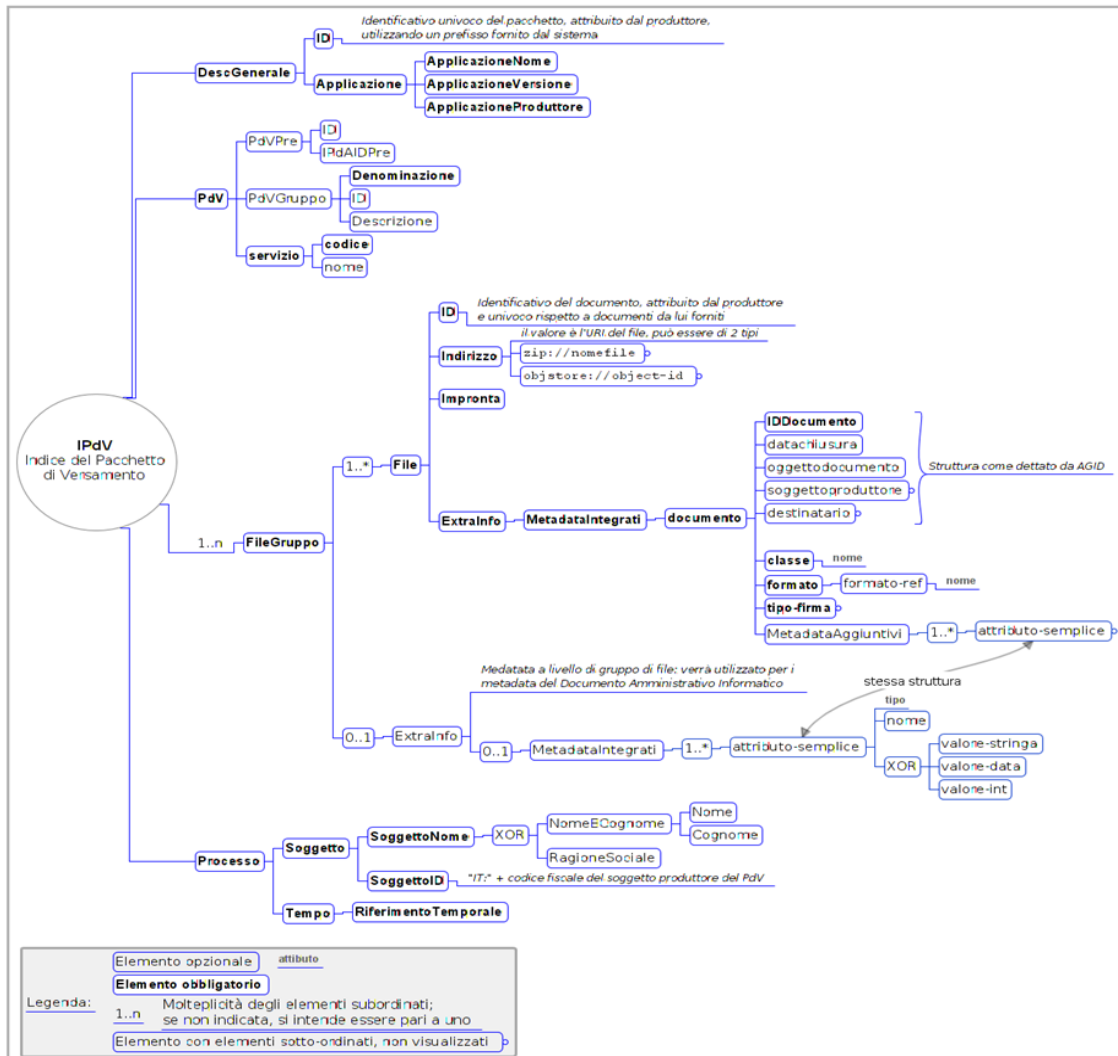 Identificativo univoco del pacchetto, attribuito dal produttore,
utilizzando un prefisso fornito dal sistema
ID
DescGenerale
Applicazione
ApplicazioneNome
ApplicazioneVersione
ApplicazioneProduttore
PdV
PdVPre
ID
IPdAIDPre
PdVGruppo
Denominazione
ID
Descrizione
servizio
codice
nome
IPdV
Indice del Pacchetto
di Versamento
1..n
FileGruppo
1..*
File
ID
Identificativo del documento, attribuito dal produttore
e univoco rispetto a documenti da lui forniti
Indirizzo
il valore è l'URI del file, può essere di 2 tipi
zip://nomefile
objstore://object-id
Impronta
ExtraInfo
MetadataIntegrati
documento
IDDocumento
datachiusura
oggettodocumento
soggettoproduttore
destinatario
Struttura come dettato da AGID
classe
nome
formato
formato-ref
nome
tipo-firma
MetadataAggiuntivi
1..*
attributo-semplice
stessa struttura
0..1
ExtraInfo
Medatata a livello di gruppo di file: verrà utilizzato per i
metadata del Documento Amministrativo Informatico
0..1
MetadataIntegrati
1..*
attributo-semplice
tipo
nome
XOR
valore-stringa
valore-data
valore-int
Processo
Soggetto
SoggettoNome
XOR
NomeECognome
Nome
Cognome
RagioneSociale
SoggettoID
"IT:" + codice fiscale del soggetto produttore del PdV
Tempo
RiferimentoTemporale
Legenda:
Elemento opzionale
attibuto
Elemento obbligatorio
1..n
Molteplicità degli elementi subordinati;
se non indicata, si intende essere pari a uno
Elemento con elementi sotto-ordinati, non visualizzati